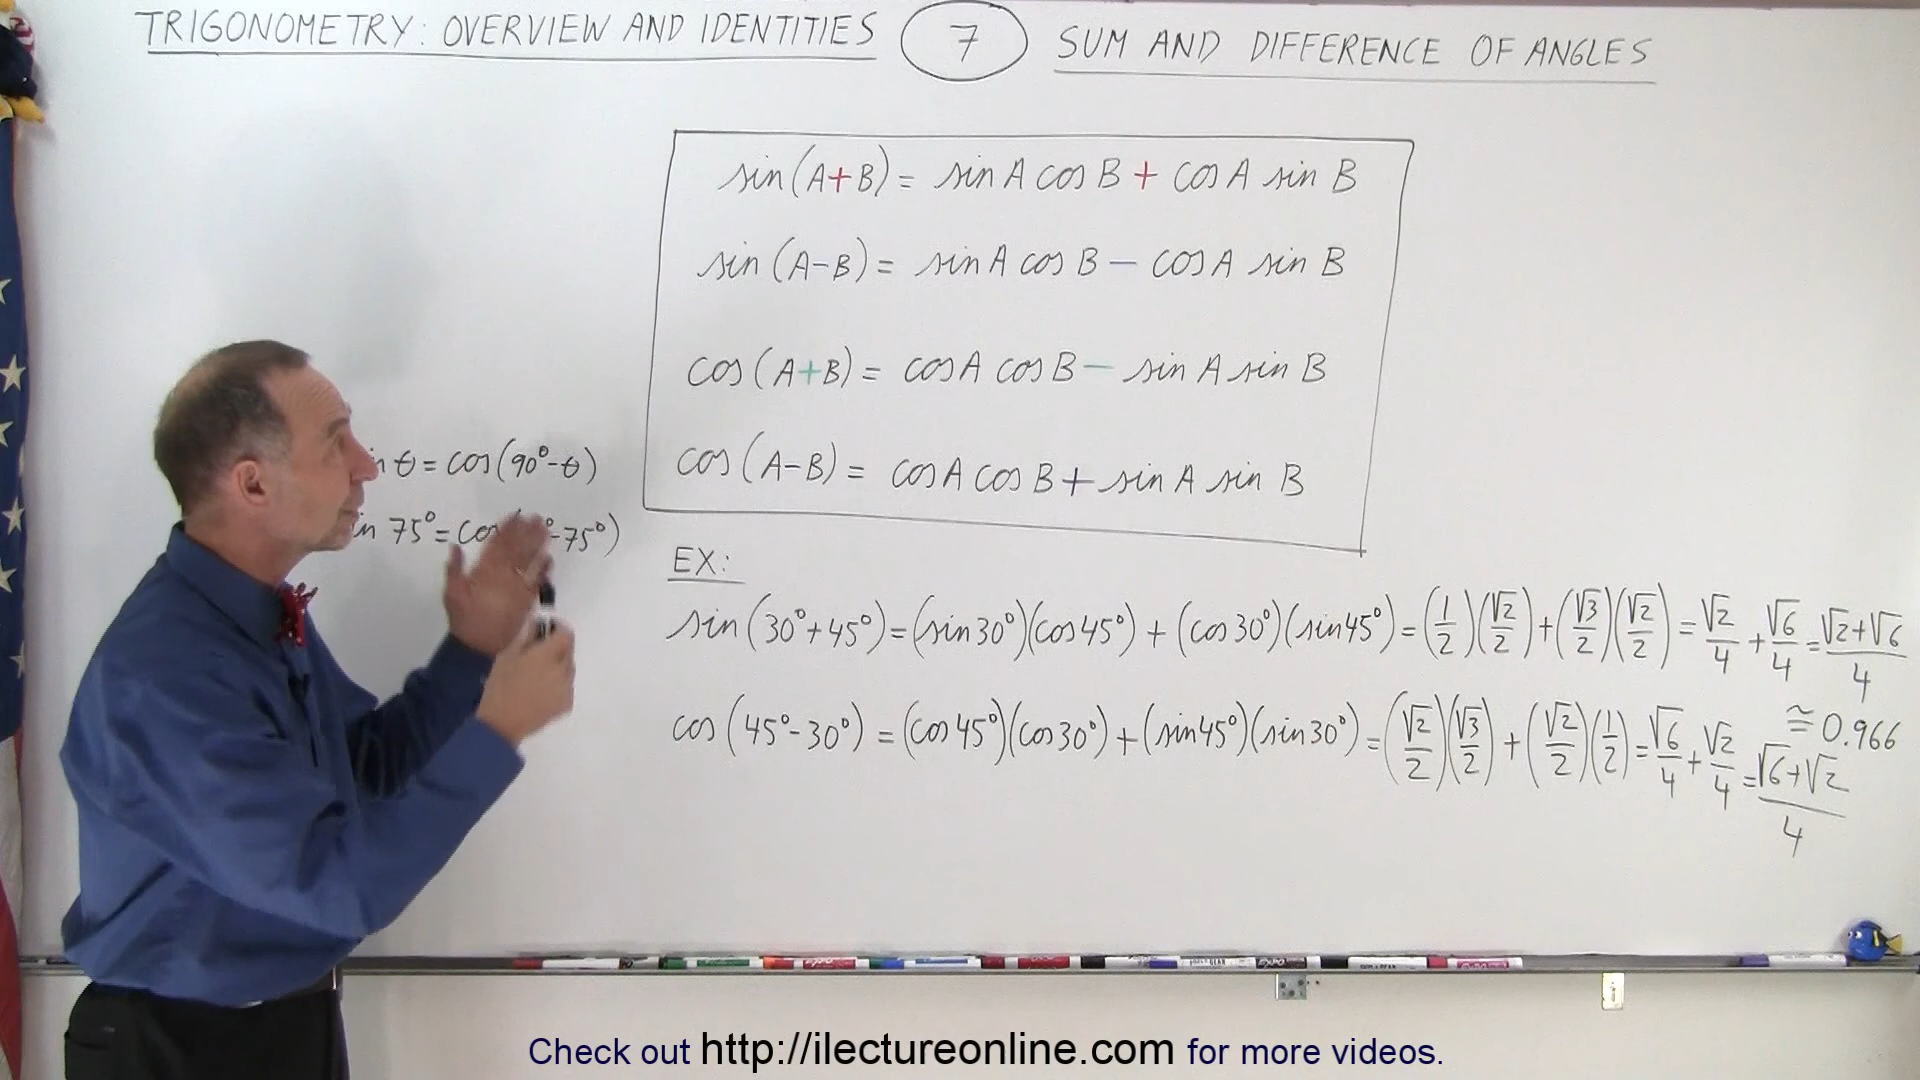 TRIGONOMETRY: OVERVIEW AND IDENTITIES 7 SUM AND DIFFERENCE OF ANGLES
sin(A+B) = sin A cos B + cos A sin B
sin(A-B) = sin A cos B - cos A sin B
cos(A+B) = cos A cos B - sin A sin B
cos(A-B) = cos A cos B + sin A sin B
n θ = cos(90°-θ)
in 75° = cos( °-75°)
EX:
sin(30°+45°) = (sin30°)(cos45°) + (cos30°)(sin45°) = (1/2)(√2/2) + (√3/2)(√2/2) = √2/4 + √6/4 = √2+√6/4
≅ 0.966
cos(45°-30°) = (cos45°)(cos30°) + (sin45°)(sin30°) = (√2/2)(√3/2) + (√2/2)(1/2) = √6/4 + √2/4 = √6+√2/4
Check out http://ilectureonline.com for more videos.